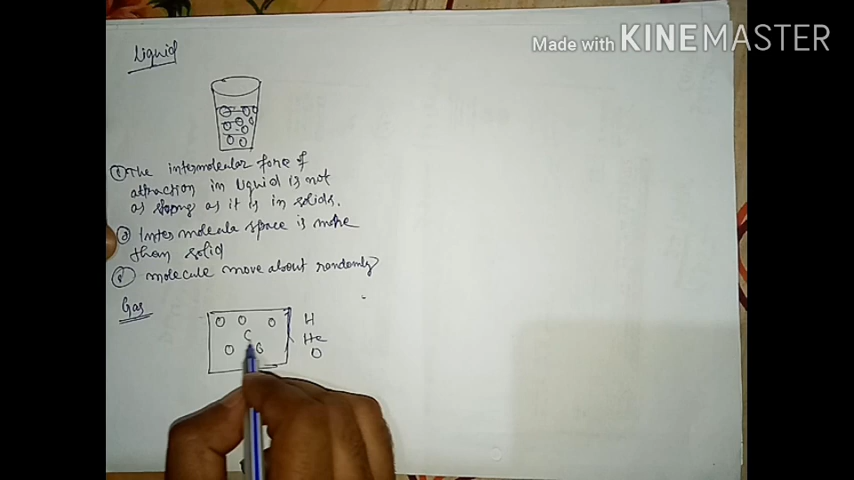 Made with KINEMASTER
Liquid
① The intermolecular force of
attraction in liquid is not
as strong as it is in solids.
② Inter molecula space is more
than solid
③ molecule move about randomly
Gas
H
He
O